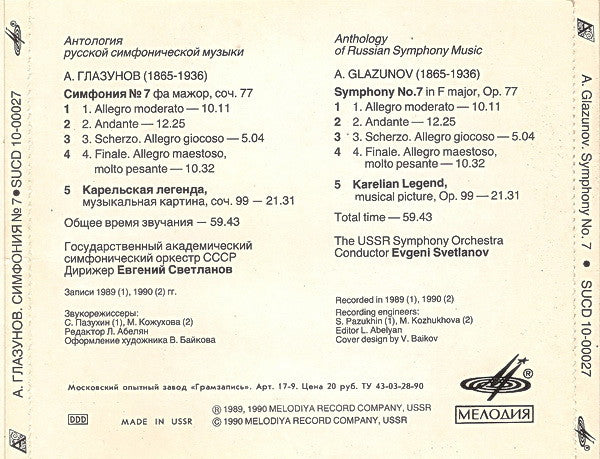 А. ГЛАЗУНОВ. СИМФОНИЯ № 7 ● SUCD 10-00027
Антология
русской симфонической музыки
А. ГЛАЗУНОВ (1865-1936)
Симфония № 7 фа мажор, соч. 77
1 1. Allegro moderato — 10.11
2 2. Andante — 12.25
3 3. Scherzo. Allegro giocoso — 5.04
4 4. Finale. Allegro maestoso,
molto pesante — 10.32
5 Карельская легенда,
музыкальная картина, соч. 99 — 21.31
Общее время звучания — 59.43
Государственный академический
симфонический оркестр СССР
Дирижер Евгений Светланов
Записи 1989 (1), 1990 (2) гг.
Звукорежиссеры:
С. Пазухин (1), М. Кожухова (2)
Редактор Л. Абелян
Оформление художника В. Байкова
Anthology
of Russian Symphony Music
A. GLAZUNOV (1865-1936)
Symphony No.7 in F major, Op. 77
1 1. Allegro moderato — 10.11
2 2. Andante — 12.25
3 3. Scherzo. Allegro giocoso — 5.04
4 4. Finale. Allegro maestoso,
molto pesante — 10.32
5 Karelian Legend,
musical picture, Op. 99 — 21.31
Total time — 59.43
The USSR Symphony Orchestra
Conductor Evgeni Svetlanov
Recorded in 1989 (1), 1990 (2)
Recording engineers:
S. Pazukhin (1), M. Kozhukhova (2)
Editor L. Abelyan
Cover design by V. Baikov
Московский опытный завод «Грамзапись». Арт. 17-9. Цена 20 руб. ТУ 43-03-28-90
DDD
MADE IN USSR
Ⓟ 1989, 1990 MELODIYA RECORD COMPANY, USSR
© 1990 MELODIYA RECORD COMPANY, USSR
МЕЛОДИЯ
A. Glazunov. Symphony No. 7 ● SUCD 10-00027